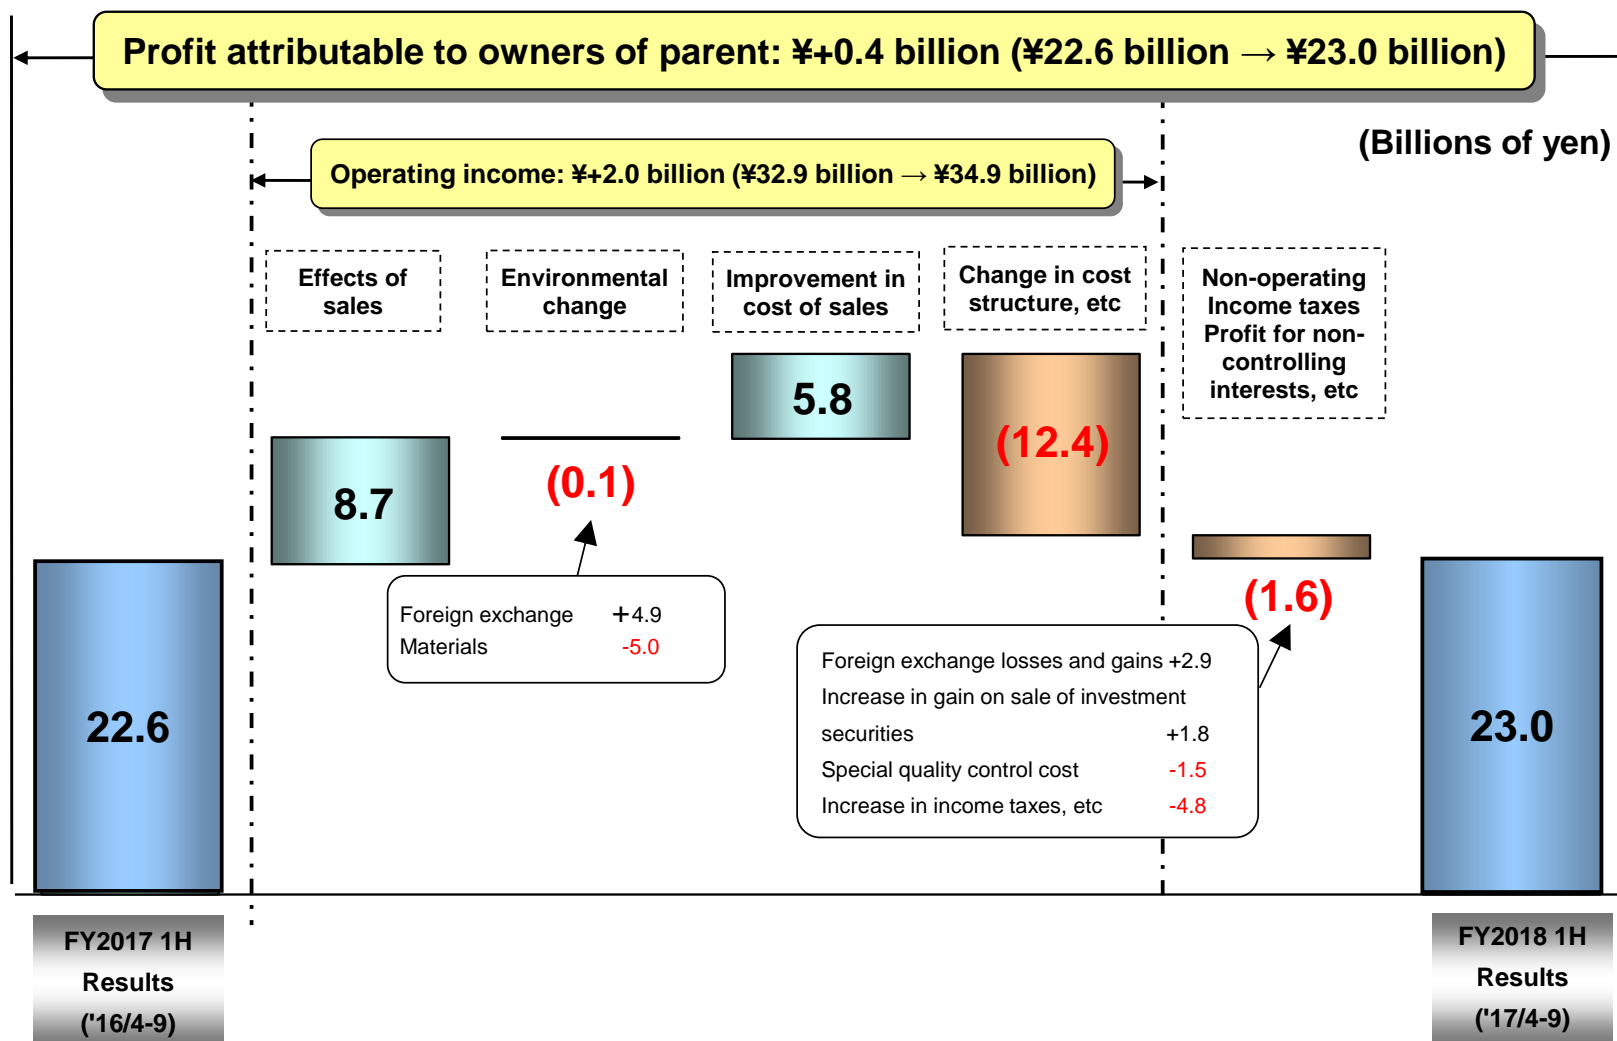 Profit attributable to owners of parent: ¥+0.4 billion (¥22.6 billion → ¥23.0 billion)
(Billions of yen)
Operating income: ¥+2.0 billion (¥32.9 billion → ¥34.9 billion)
Effects of
sales
Environmental
change
Improvement in
cost of sales
Change in cost
structure, etc
Non-operating
Income taxes
Profit for non-
controlling
interests, etc
22.6
8.7
(0.1)
5.8
(12.4)
(1.6)
23.0
Foreign exchange +4.9
Materials -5.0
Foreign exchange losses and gains +2.9
Increase in gain on sale of investment
securities +1.8
Special quality control cost -1.5
Increase in income taxes, etc -4.8
FY2017 1H
Results
('16/4-9)
FY2018 1H
Results
('17/4-9)